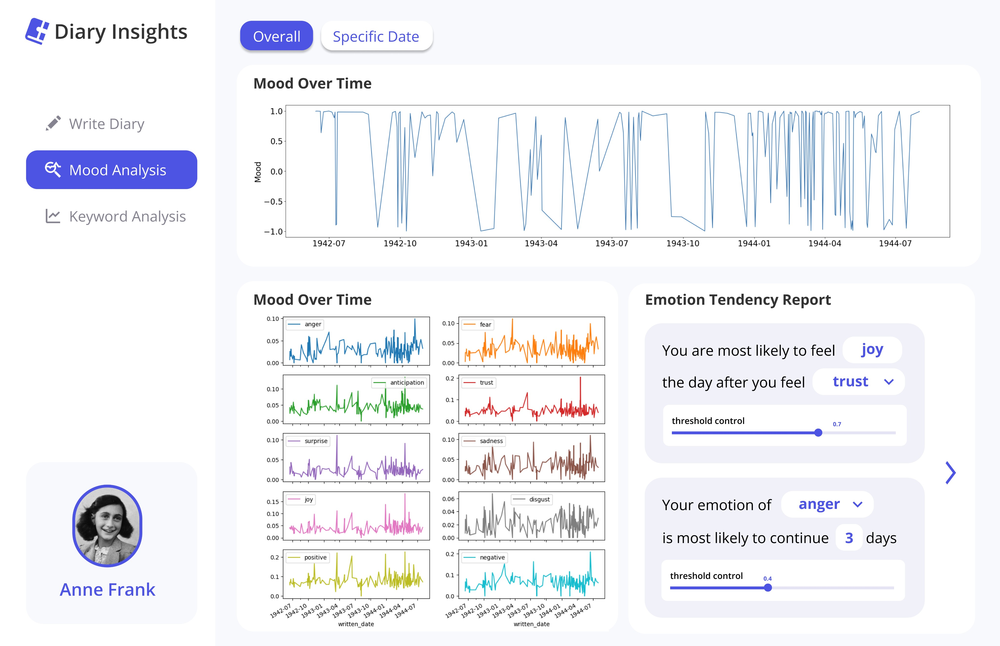 Diary Insights
Write Diary
Mood Analysis
Keyword Analysis
Anne Frank
Overall
Specific Date
Mood Over Time
Mood
1.0
0.5
0.0
−0.5
−1.0
1942-07
1942-10
1943-01
1943-04
1943-07
1943-10
1944-01
1944-04
1944-07
Mood Over Time
anger
0.10
0.05
0.00
fear
0.10
0.05
0.00
anticipation
0.10
0.05
0.00
trust
0.2
0.1
0.0
surprise
0.10
0.05
0.00
sadness
0.10
0.05
0.00
joy
0.15
0.10
0.05
0.00
disgust
0.06
0.04
0.02
0.00
positive
0.2
0.1
0.0
negative
0.2
0.1
0.0
1942-07
1942-10
1943-01
1943-04
1943-07
1943-10
1944-01
1944-04
1944-07
written_date
1942-07
1942-10
1943-01
1943-04
1943-07
1943-10
1944-01
1944-04
1944-07
written_date
Emotion Tendency Report
You are most likely to feel joy
the day after you feel trust
threshold control
0.7
Your emotion of anger
is most likely to continue 3 days
threshold control
0.4